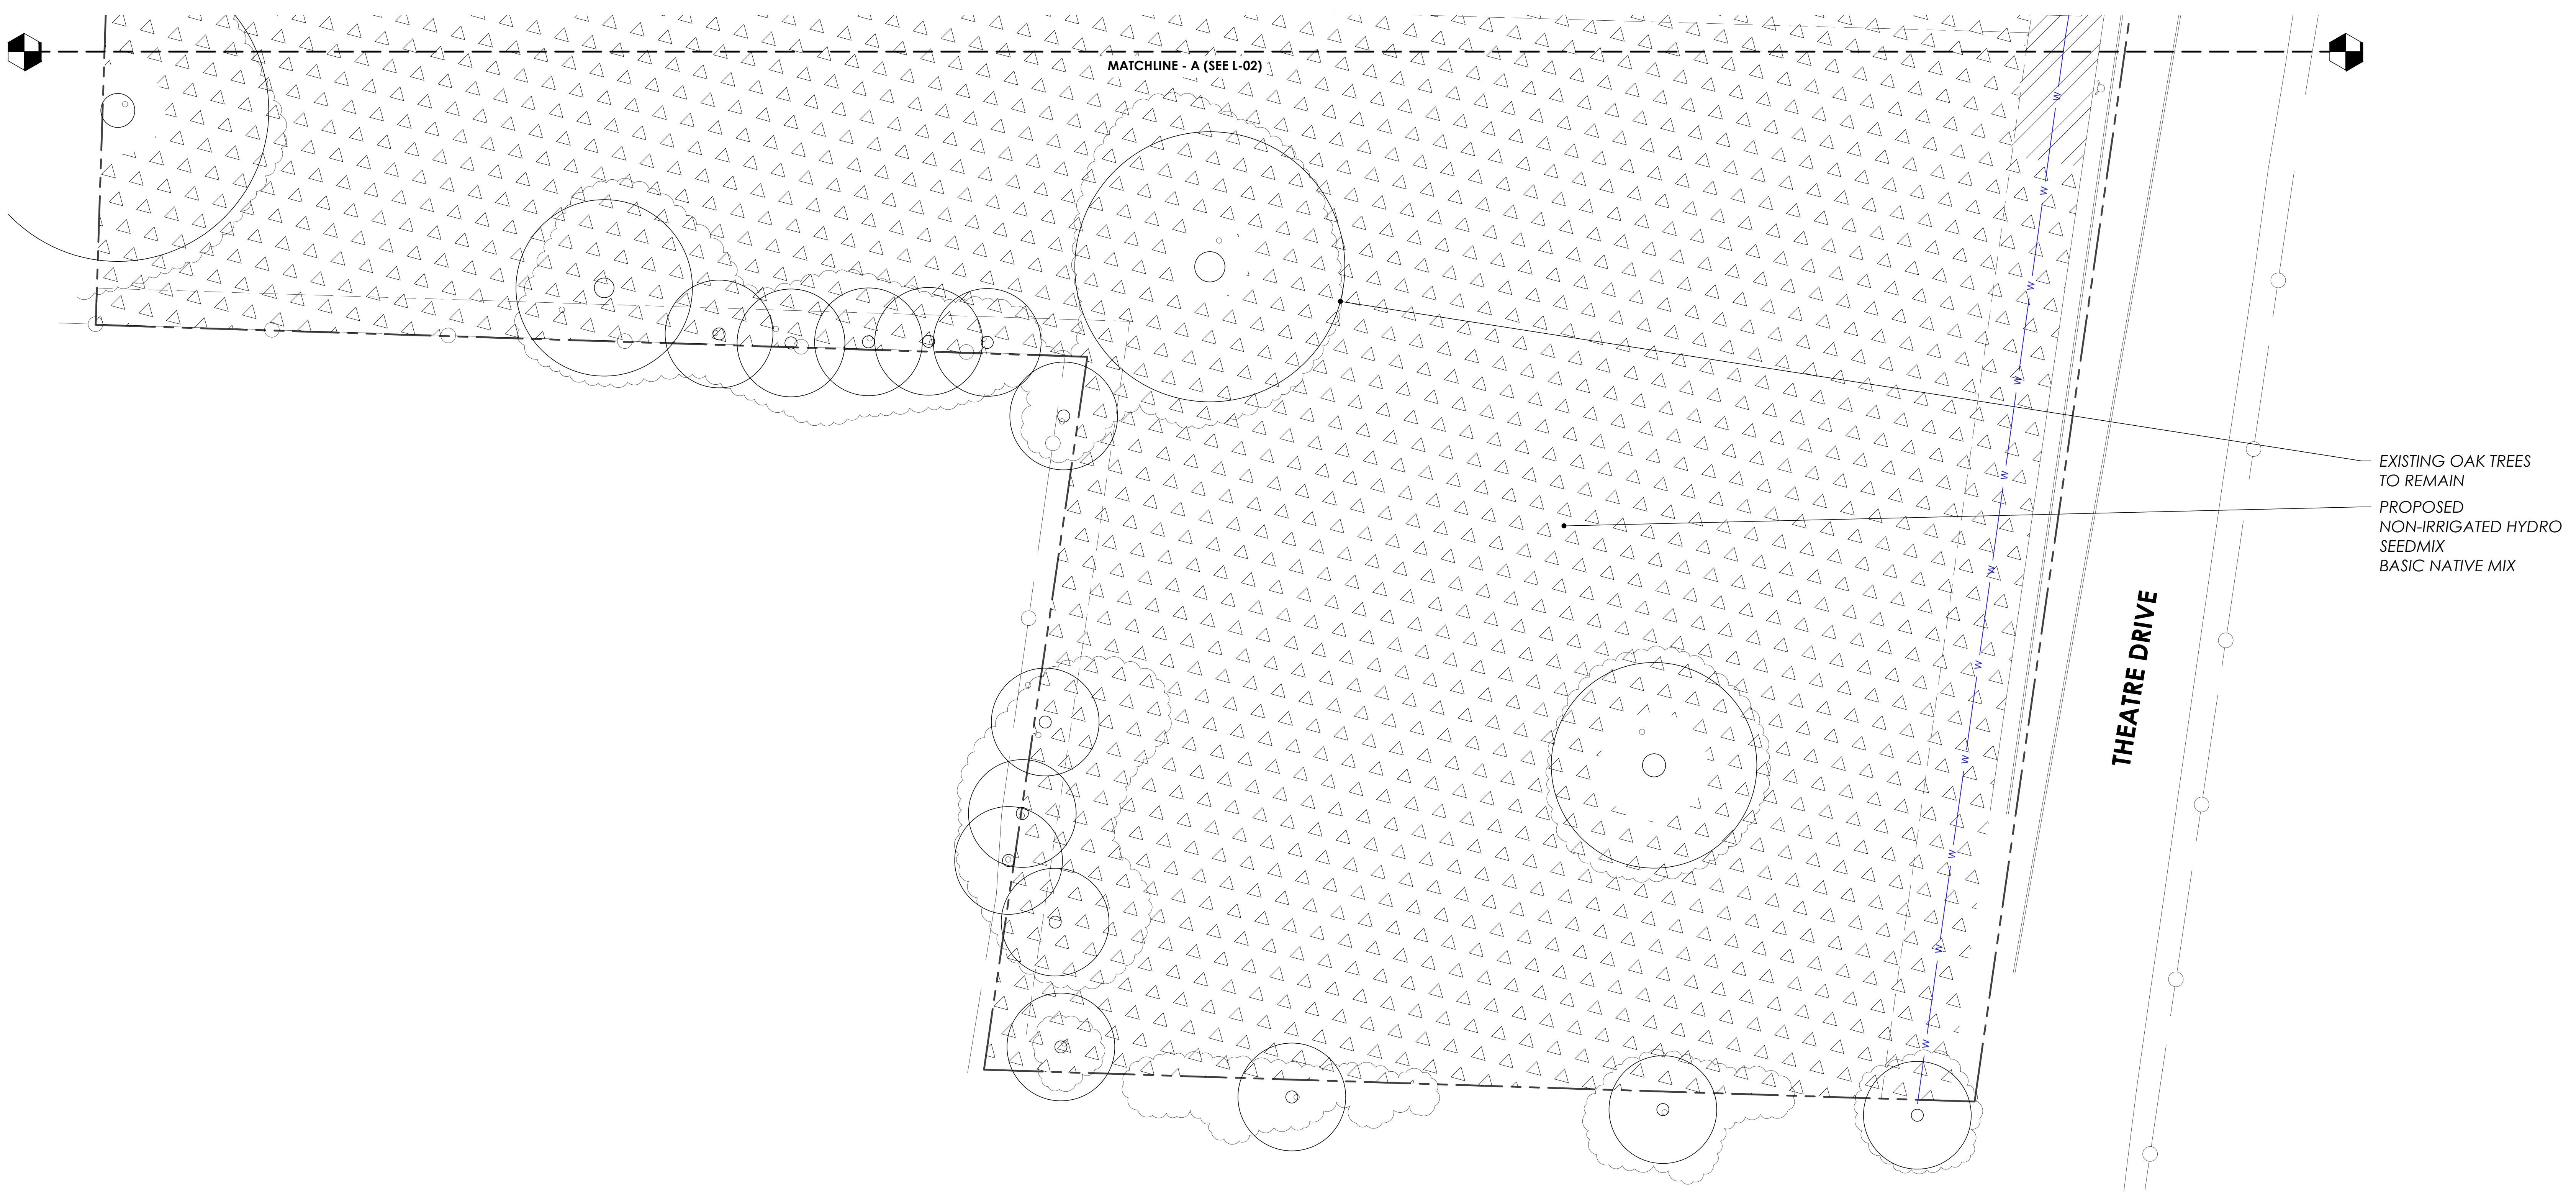 MATCHLINE - A (SEE L-02)
EXISTING OAK TREES
TO REMAIN
PROPOSED
NON-IRRIGATED HYDRO
SEEDMIX
BASIC NATIVE MIX
THEATRE DRIVE
W
W
W
W
W
W
W
W
W
W
W